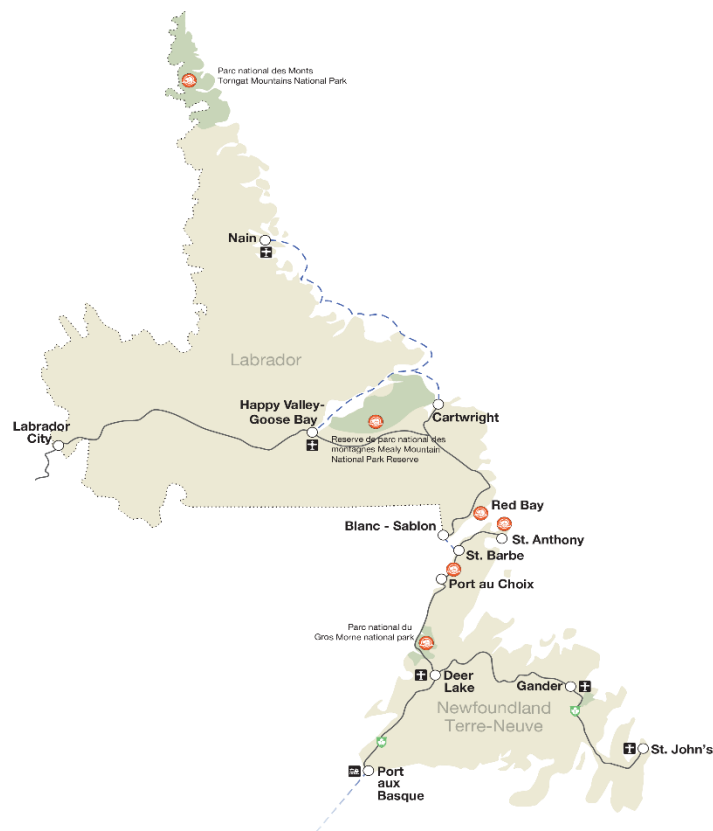 Parc national des Monts
Torngat Mountains National Park
Nain
Labrador
Happy Valley-
Goose Bay
Cartwright
Labrador
City
Reserve de parc national des
montagnes Mealy Mountain
National Park Reserve
Red Bay
Blanc - Sablon
St. Anthony
St. Barbe
Port au Choix
Parc national du
Gros Morne national park
Deer
Lake
Gander
Newfoundland
Terre-Neuve
St. John's
Port
aux
Basque